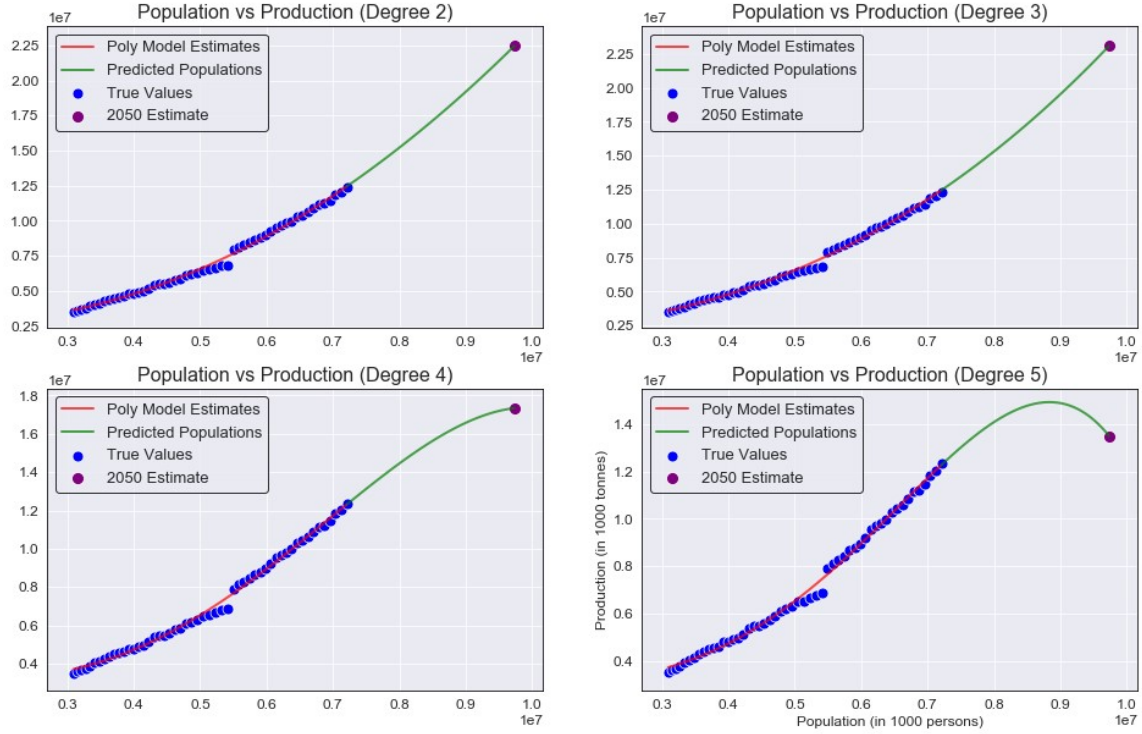 Population vs Production (Degree 2)
1e7
Poly Model Estimates
Predicted Populations
True Values
2050 Estimate
2.25
2.00
1.75
1.50
1.25
1.00
0.75
0.50
0.25
0.3 0.4 0.5 0.6 0.7 0.8 0.9 1.0
1e7
Population vs Production (Degree 3)
1e7
Poly Model Estimates
Predicted Populations
True Values
2050 Estimate
2.25
2.00
1.75
1.50
1.25
1.00
0.75
0.50
0.25
0.3 0.4 0.5 0.6 0.7 0.8 0.9 1.0
1e7
Population vs Production (Degree 4)
1e7
Poly Model Estimates
Predicted Populations
True Values
2050 Estimate
1.8
1.6
1.4
1.2
1.0
0.8
0.6
0.4
0.3 0.4 0.5 0.6 0.7 0.8 0.9 1.0
1e7
Population vs Production (Degree 5)
1e7
Poly Model Estimates
Predicted Populations
True Values
2050 Estimate
Production (in 1000 tonnes)
1.4
1.2
1.0
0.8
0.6
0.4
0.3 0.4 0.5 0.6 0.7 0.8 0.9 1.0
Population (in 1000 persons)
1e7